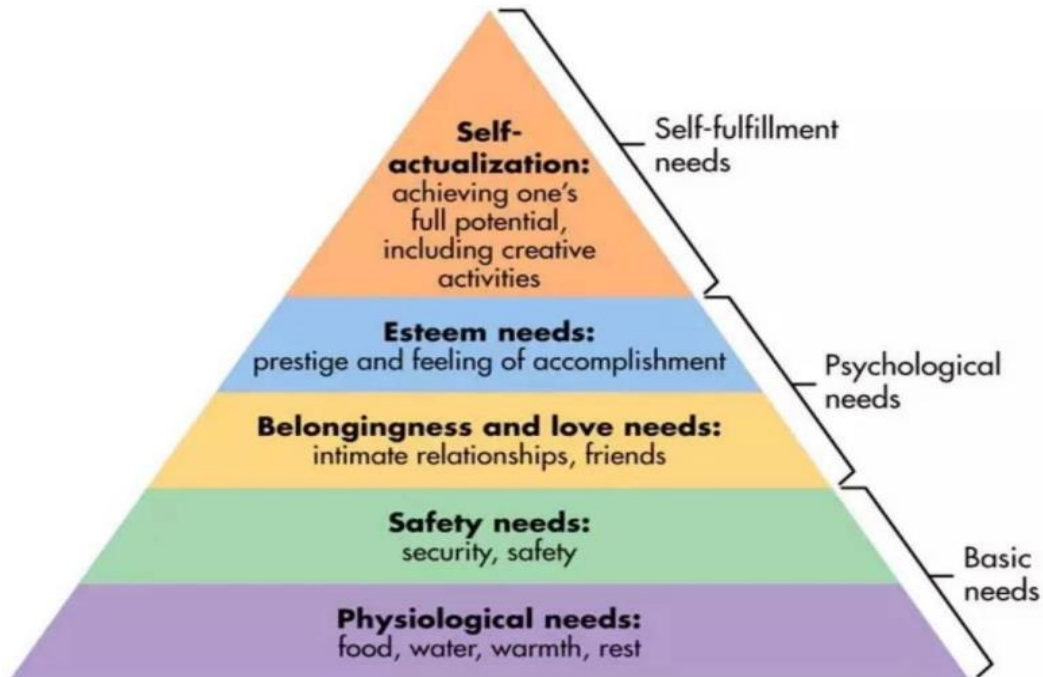 Self-
actualization:
achieving one's
full potential,
including creative
activities
Self-fulfillment
needs
Esteem needs:
prestige and feeling of accomplishment
Psychological
needs
Belongingness and love needs:
intimate relationships, friends
Safety needs:
security, safety
Basic
needs
Physiological needs:
food, water, warmth, rest